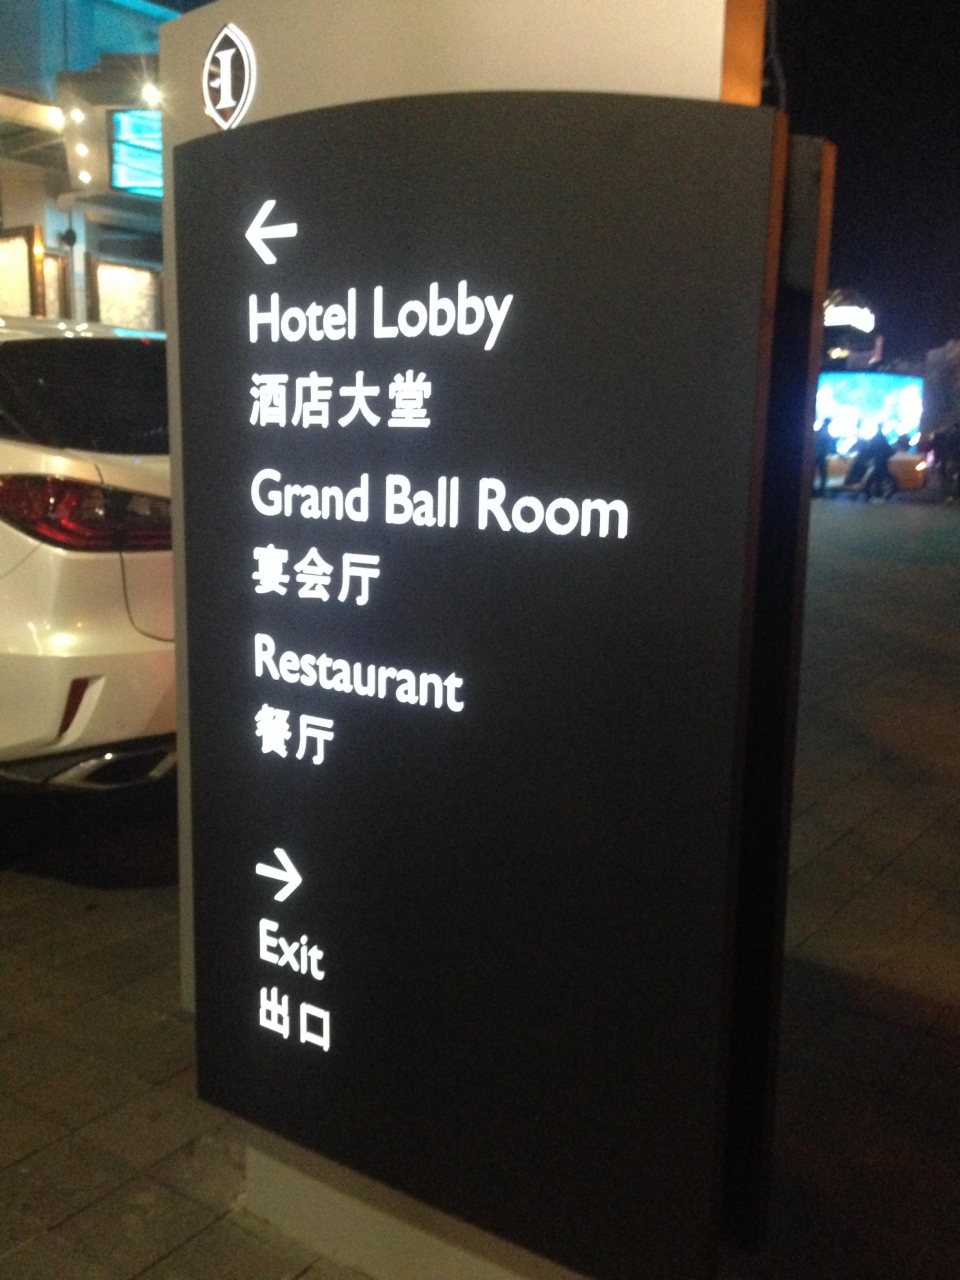 ←
Hotel Lobby
酒店大堂
Grand Ball Room
宴会厅
Restaurant
餐厅
→
Exit
出口